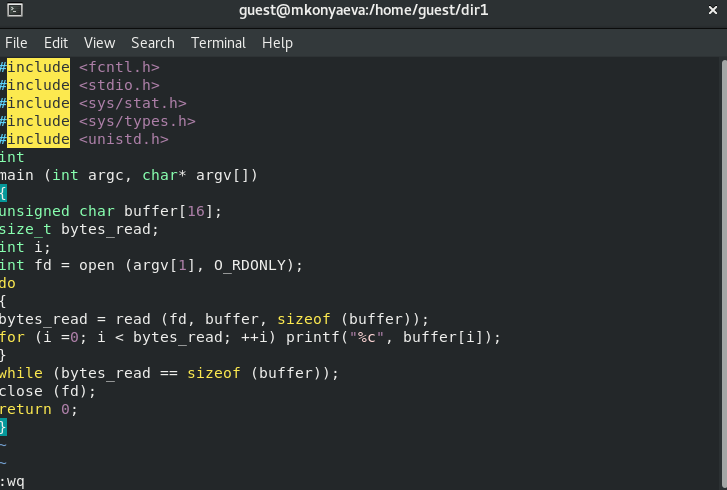 guest@mkonyaeva:/home/guest/dir1
File Edit View Search Terminal Help
#include <fcntl.h>
#include <stdio.h>
#include <sys/stat.h>
#include <sys/types.h>
#include <unistd.h>
int
main (int argc, char* argv[])
{
unsigned char buffer[16];
size_t bytes_read;
int i;
int fd = open (argv[1], O_RDONLY);
do
{
bytes_read = read (fd, buffer, sizeof (buffer));
for (i =0; i < bytes_read; ++i) printf("%c", buffer[i]);
}
while (bytes_read == sizeof (buffer));
close (fd);
return 0;
}
~
~
:wq